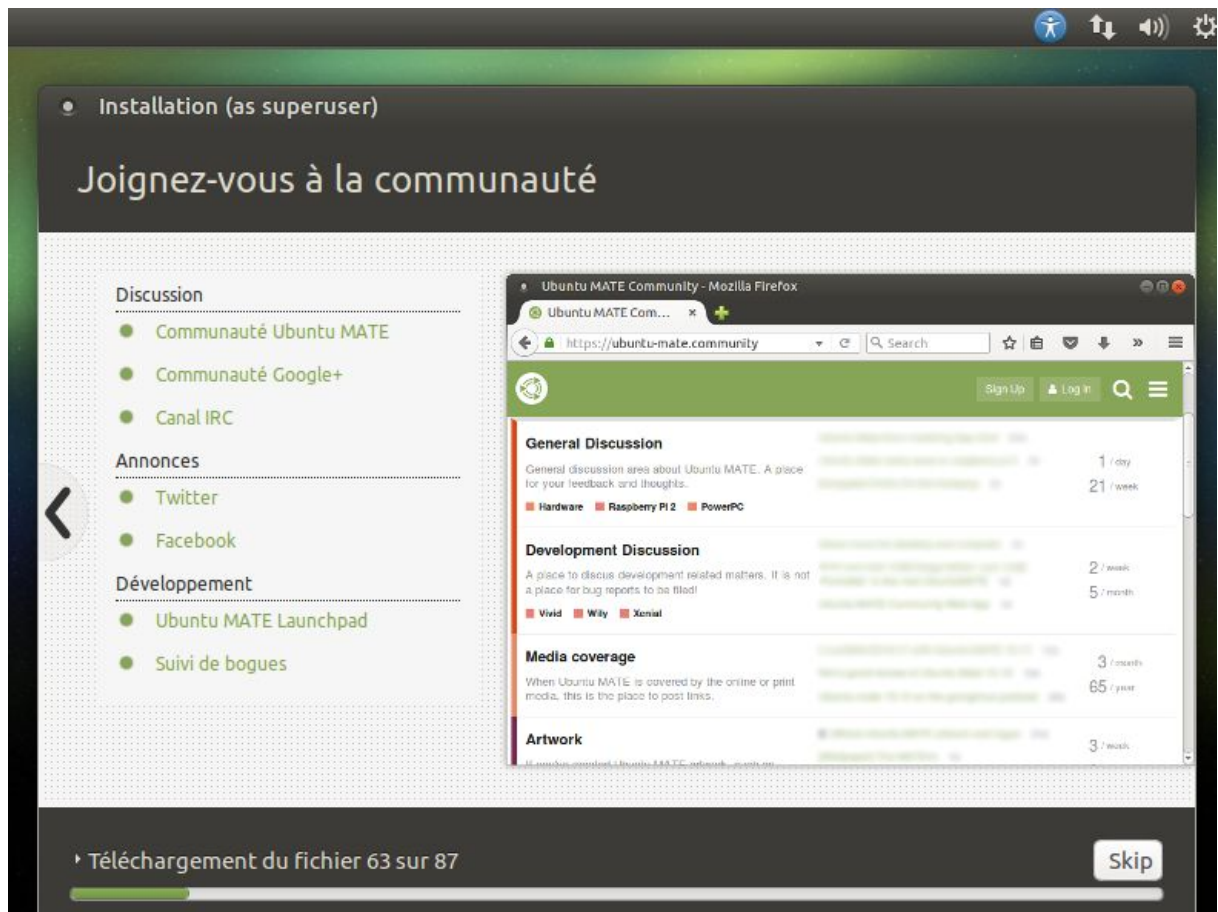 Installation (as superuser)
Joignez-vous à la communauté
Discussion
Communauté Ubuntu MATE
Communauté Google+
Canal IRC
Annonces
Twitter
Facebook
Développement
Ubuntu MATE Launchpad
Suivi de bogues
Ubuntu MATE Community - Mozilla Firefox
Ubuntu MATE Com...
https://ubuntu-mate.community
Search
Sign Up
Log In
General Discussion
General discussion area about Ubuntu MATE. A place
for your feedback and thoughts.
Hardware Raspberry Pi 2 PowerPC
1 / day
21 / week
Development Discussion
A place to discus development related matters. It is not
a place for bug reports to be filed!
Vivid Wily Xenial
2 / week
5 / month
Media coverage
When Ubuntu MATE is covered by the online or print
media, this is the place to post links.
3 / month
65 / year
Artwork
3 / week
Téléchargement du fichier 63 sur 87
Skip